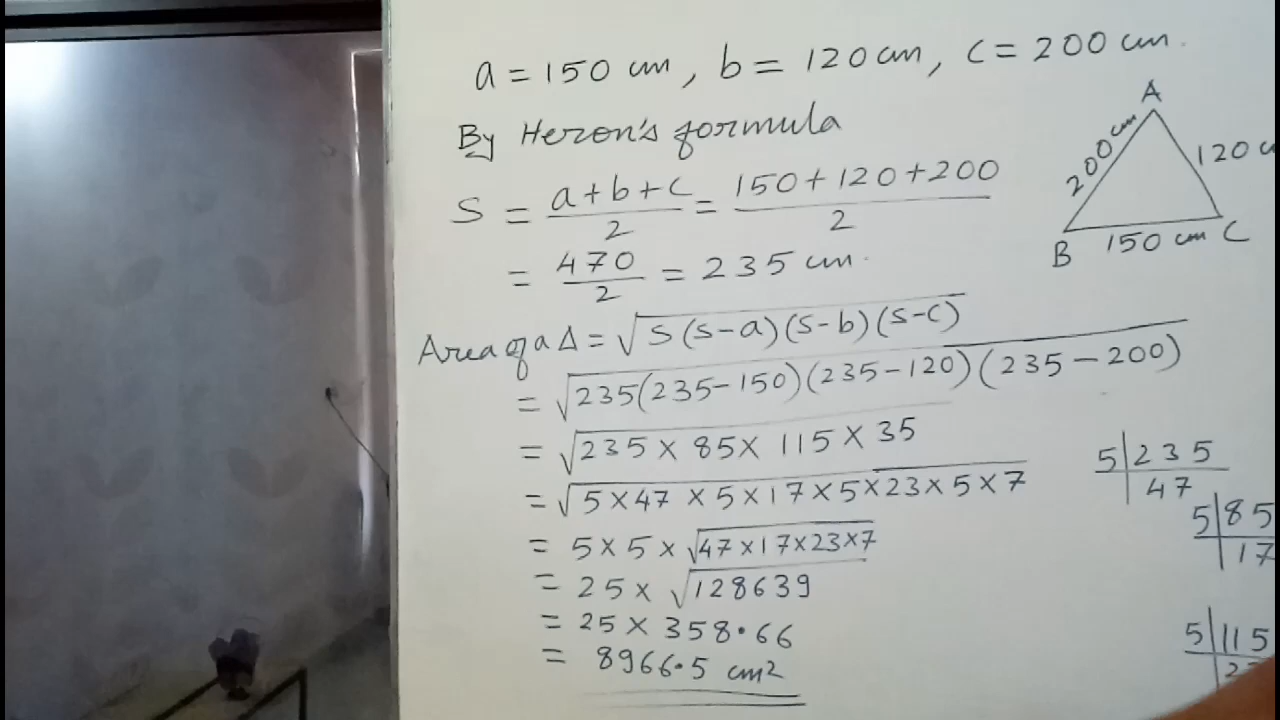 a = 150 cm, b = 120 cm, c = 200 cm.
By Heron's formula
S = a+b+c/2 = 150+120+200/2
= 470/2 = 235 cm.
Area of a Δ = √S(S-a)(S-b)(S-c)
= √235(235-150)(235-120)(235-200)
= √235 × 85 × 115 × 35
= √5×47 × 5×17×5×23×5×7
= 5×5× √47×17×23×7
= 25 × √128639
= 25 × 358.66
= 8966.5 cm²
A
200 cm
120 c
B 150 cm C
5|235
47
5|85
17
5|115